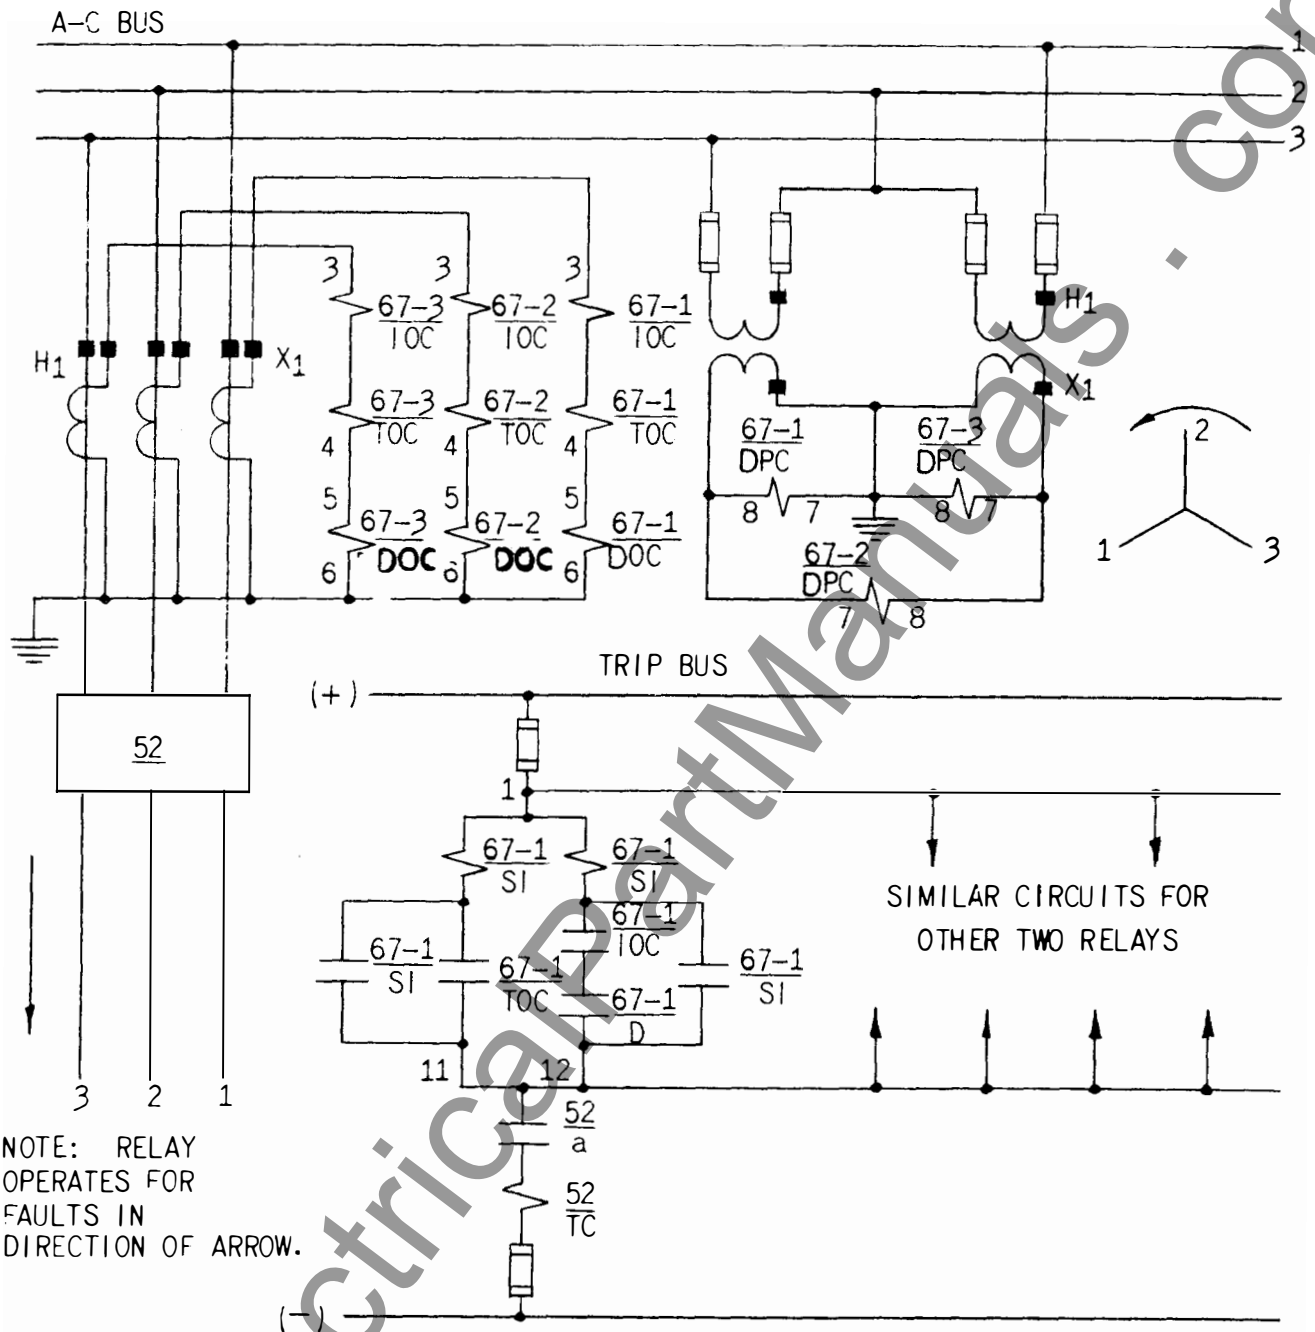 A-C BUS
1
2
3
3
67-3
IOC
3
67-2
IOC
3
67-1
IOC
H1
H1
X1
X1
67-3
TOC
4
67-2
TOC
4
67-1
TOC
4
67-1
DPC
67-3
DPC
2
1
3
5
67-3
DOC
6
5
67-2
DOC
6
5
67-1
DOC
6
8
7
8
7
67-2
DPC
7
8
TRIP BUS
(+)
52
1
67-1
SI
67-1
SI
67-1
SI
67-1
TOC
67-1
IOC
67-1
D
67-1
SI
SIMILAR CIRCUITS FOR
OTHER TWO RELAYS
11
12
3
2
1
52
a
52
TC
NOTE: RELAY
OPERATES FOR
FAULTS IN
DIRECTION OF ARROW.
(-)
ctricalPartManuals . com